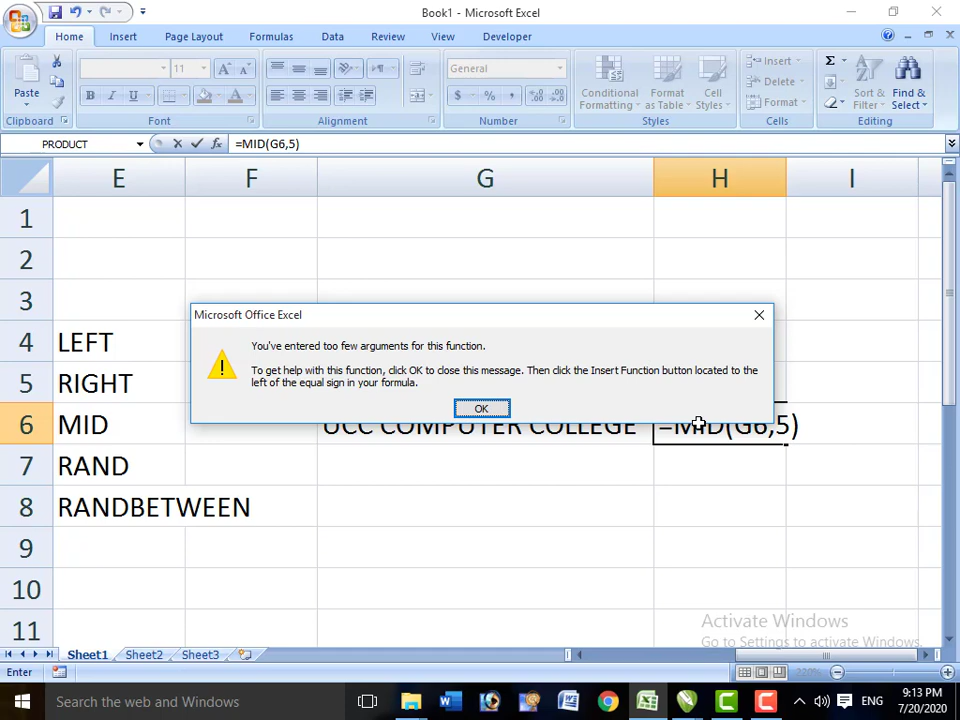 Book1 - Microsoft Excel
Home Insert Page Layout Formulas Data Review View Developer
11 General Insert Σ
Paste Delete
B I U $ % , Conditional Formatting Format as Table Cell Styles Format Sort & Filter Find & Select
Clipboard Font Alignment Number Styles Cells Editing
PRODUCT =MID(G6,5)
E F G H I
1
2
3
4 LEFT
5 RIGHT
6 MID UCC COMPUTER COLLEGE =MID(G6,5)
7 RAND
8 RANDBETWEEN
9
10
11
Microsoft Office Excel
You've entered too few arguments for this function.
To get help with this function, click OK to close this message. Then click the Insert Function button located to the
left of the equal sign in your formula.
OK
Activate Windows
Go to Settings to activate Windows.
Sheet1 Sheet2 Sheet3
Enter
Search the web and Windows
ENG
9:13 PM
7/20/2020